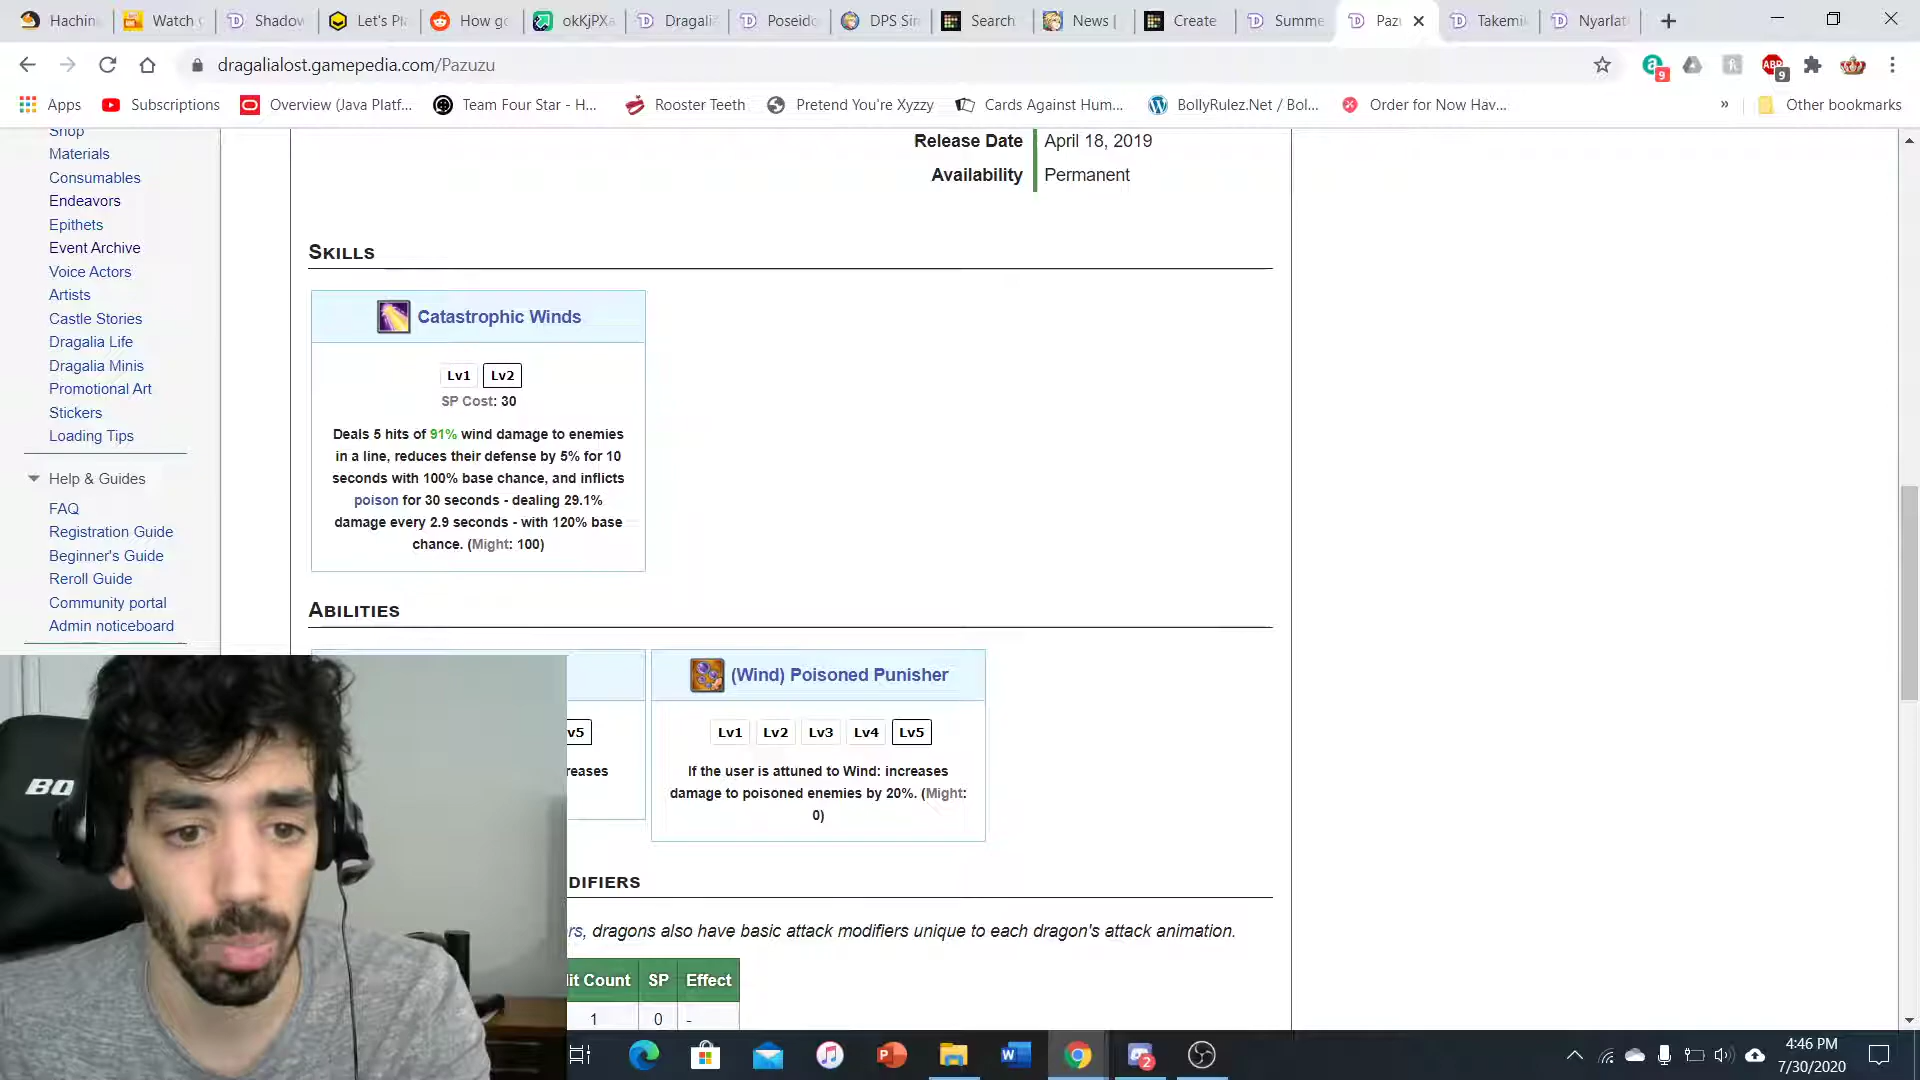 Hachin
Watch
Shadow
Let's Pl
How go
okKjPX
Dragali
Poseid
DPS Sim
Search
News |
Create
Summe
Paz
Takemi
Nyarlat
dragalialost.gamepedia.com/Pazuzu
9
ABP
9
Apps
Subscriptions
Overview (Java Platf...
Team Four Star - H...
Rooster Teeth
Pretend You're Xyzzy
Cards Against Hum...
BollyRulez.Net / Bol...
Order for Now Hav...
»
Other bookmarks
Shop
Materials
Consumables
Endeavors
Epithets
Event Archive
Voice Actors
Artists
Castle Stories
Dragalia Life
Dragalia Minis
Promotional Art
Stickers
Loading Tips
Help & Guides
FAQ
Registration Guide
Beginner's Guide
Reroll Guide
Community portal
Admin noticeboard
Release Date April 18, 2019
Availability Permanent
SKILLS
Catastrophic Winds
Lv1 Lv2
SP Cost: 30
Deals 5 hits of 91% wind damage to enemies
in a line, reduces their defense by 5% for 10
seconds with 100% base chance, and inflicts
poison for 30 seconds - dealing 29.1%
damage every 2.9 seconds - with 120% base
chance. (Might: 100)
ABILITIES
v5
reases
(Wind) Poisoned Punisher
Lv1 Lv2 Lv3 Lv4 Lv5
If the user is attuned to Wind: increases
damage to poisoned enemies by 20%. (Might:
0)
DIFIERS
rs, dragons also have basic attack modifiers unique to each dragon's attack animation.
it Count SP Effect
1 0 -
BO
2
4:46 PM
7/30/2020